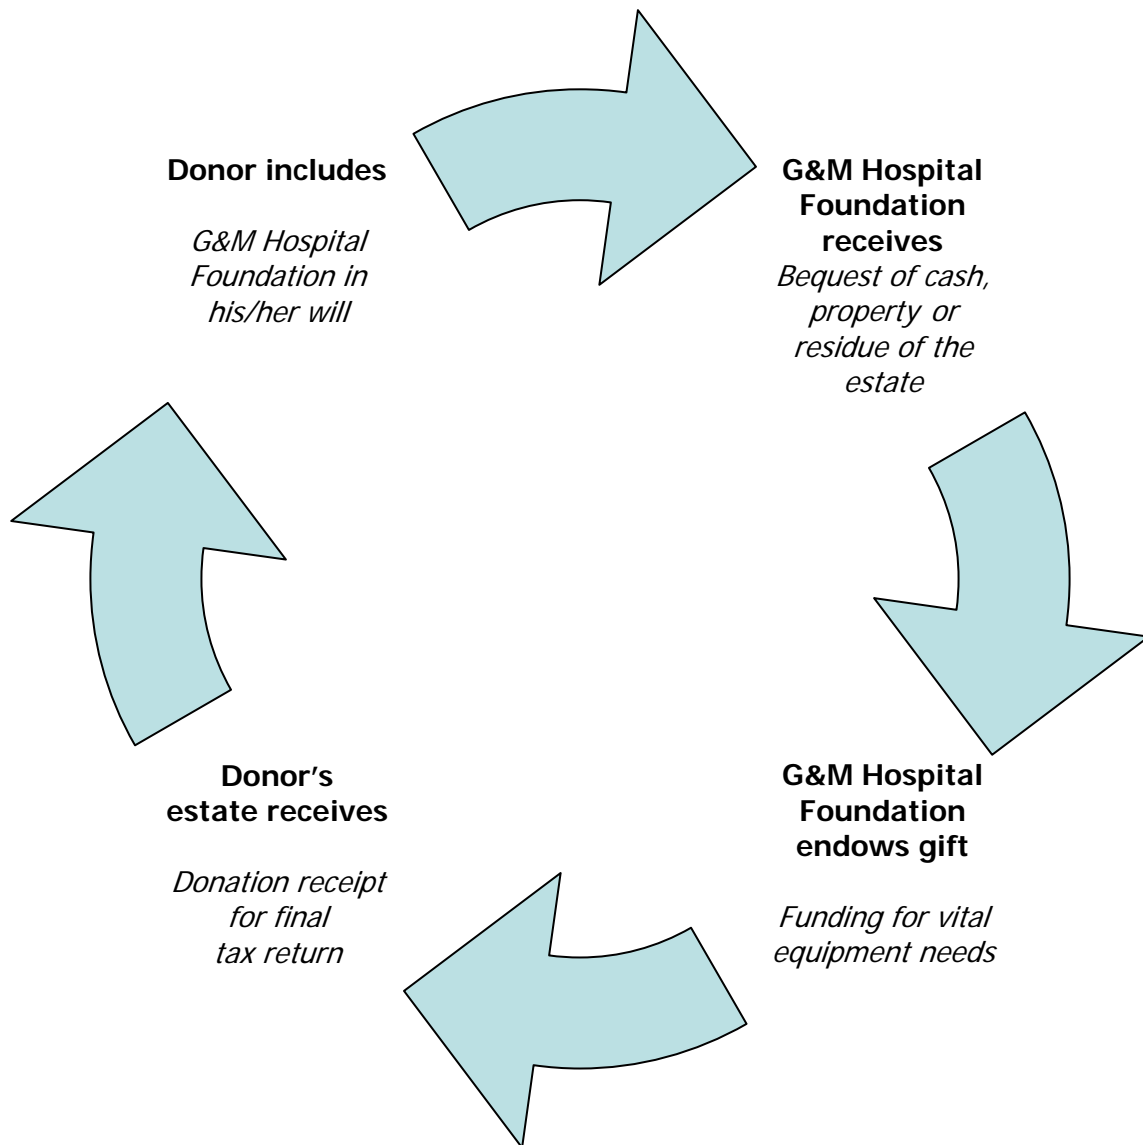 Donor includes
G&M Hospital
Foundation in
his/her will
G&M Hospital
Foundation
receives
Bequest of cash,
property or
residue of the
estate
G&M Hospital
Foundation
endows gift
Funding for vital
equipment needs
Donor's
estate receives
Donation receipt
for final
tax return